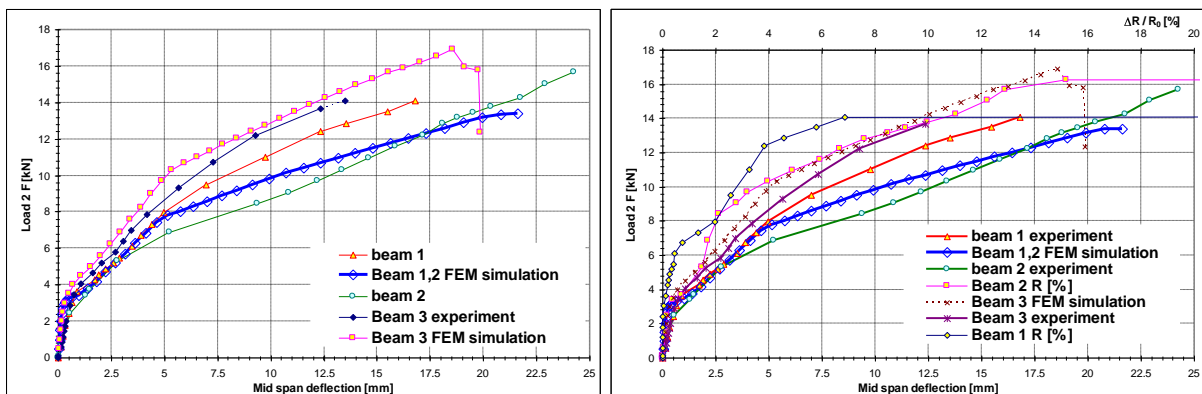 18
16
14
12
10
8
6
4
2
0
Load 2 F [kN]
0 2.5 5 7.5 10 12.5 15 17.5 20 22.5 25
Mid span deflection [mm]
beam 1
Beam 1,2 FEM simulation
beam 2
Beam 3 experiment
Beam 3 FEM simulation
ΔR / R0 [%]
0 2 4 6 8 10 12 14 16 18 20
18
16
14
12
10
8
6
4
2
0
Load 2 F [kN]
0 2.5 5 7.5 10 12.5 15 17.5 20 22.5 25
Mid span deflection [mm]
beam 1 experiment
Beam 1,2 FEM simulation
beam 2 experiment
Beam 2 R [%]
Beam 3 FEM simulation
Beam 3 experiment
Beam 1 R [%]